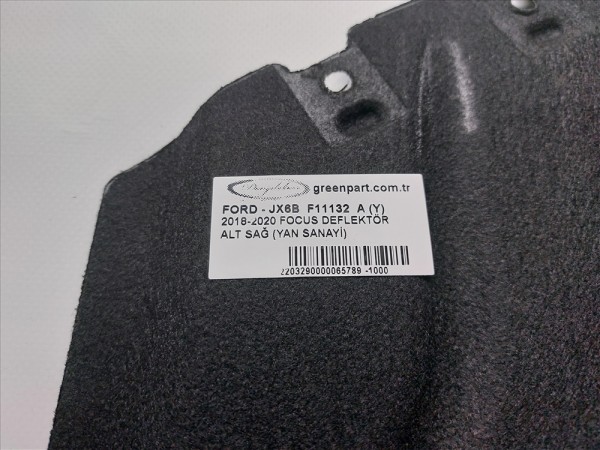 greenpart.com.tr
FORD - JX6B F11132 A (Y)
2018-2020 FOCUS DEFLEKTÖR
ALT SAĞ (YAN SANAYİ)
2203290000065789 -1000